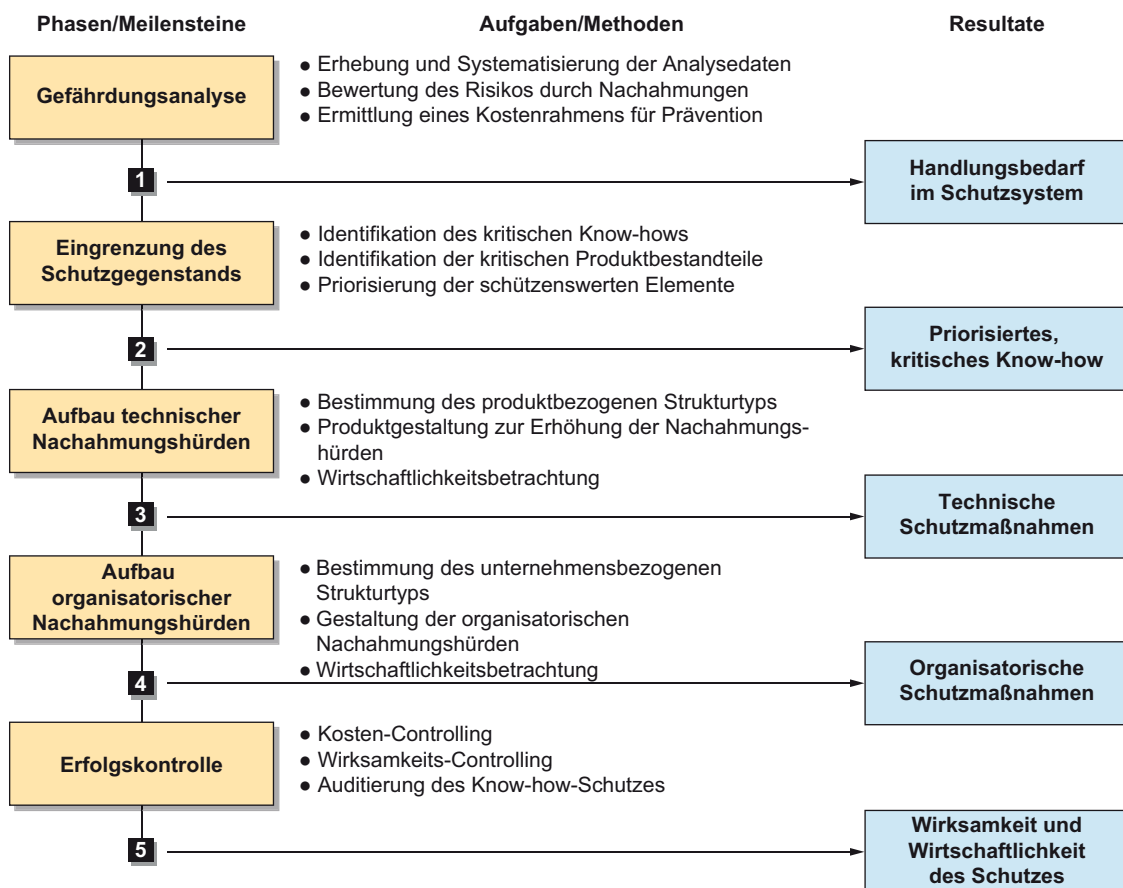 Phasen/Meilensteine
Aufgaben/Methoden
Resultate
Gefährdungsanalyse
● Erhebung und Systematisierung der Analysedaten
● Bewertung des Risikos durch Nachahmungen
● Ermittlung eines Kostenrahmens für Prävention
1
Handlungsbedarf
im Schutzsystem
Eingrenzung des
Schutzgegenstands
● Identifikation des kritischen Know-hows
● Identifikation der kritischen Produktbestandteile
● Priorisierung der schützenswerten Elemente
2
Priorisiertes,
kritisches Know-how
Aufbau technischer
Nachahmungshürden
● Bestimmung des produktbezogenen Strukturtyps
● Produktgestaltung zur Erhöhung der Nachahmungs-
hürden
● Wirtschaftlichkeitsbetrachtung
3
Technische
Schutzmaßnahmen
Aufbau
organisatorischer
Nachahmungshürden
● Bestimmung des unternehmensbezogenen
Strukturtyps
● Gestaltung der organisatorischen
Nachahmungshürden
● Wirtschaftlichkeitsbetrachtung
4
Organisatorische
Schutzmaßnahmen
Erfolgskontrolle
● Kosten-Controlling
● Wirksamkeits-Controlling
● Auditierung des Know-how-Schutzes
5
Wirksamkeit und
Wirtschaftlichkeit
des Schutzes